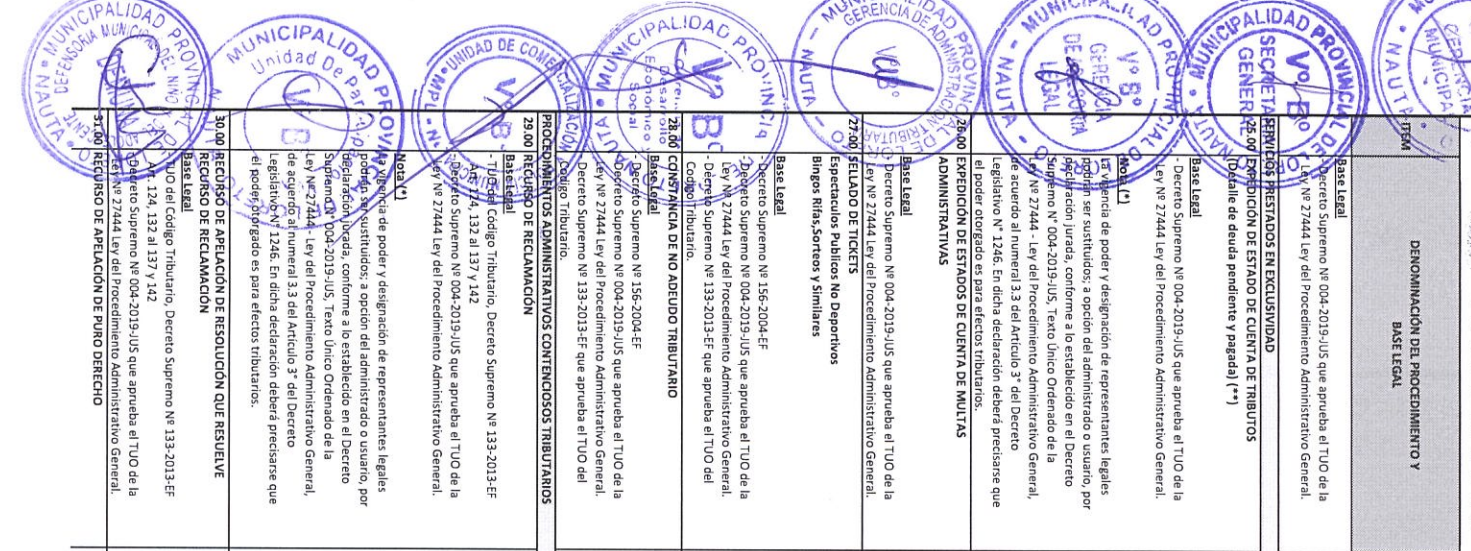 ITEM
DENOMINACIÓN DEL PROCEDIMIENTO Y
BASE LEGAL
Base Legal
- Decreto Supremo Nº 004-2019-JUS que aprueba el TUO de la
Ley Nº 27444 Ley del Procedimiento Administrativo General.
SERVICIOS PRESTADOS EN EXCLUSIVIDAD
25.00 EXPEDICIÓN DE ESTADO DE CUENTA DE TRIBUTOS
(Detalle de deuda pendiente y pagada) (**)
Base Legal
- Decreto Supremo Nº 004-2019-JUS que aprueba el TUO de la
Ley Nº 27444 Ley del Procedimiento Administrativo General.
Nota (*)
La vigencia de poder y designación de representantes legales
podrán ser sustituidos; a opción del administrado o usuario, por
declaración jurada, conforme a lo establecido en el Decreto
Supremo N° 004-2019-JUS, Texto Único Ordenado de la
Ley N° 27444 - Ley del Procedimiento Administrativo General,
de acuerdo al numeral 3.3 del Artículo 3° del Decreto
Legislativo N° 1246. En dicha declaración deberá precisarse que
el poder otorgado es para efectos tributarios.
26.00 EXPEDICIÓN DE ESTADOS DE CUENTA DE MULTAS
ADMINISTRATIVAS
- Decreto Supremo Nº 004-2019-JUS que aprueba el TUO de la
Ley Nº 27444 Ley del Procedimiento Administrativo General.
27.00 SELLADO DE TICKETS
Espectaculos Publicos No Deportivos
Bingos Rifas,Sorteos y Similares
Base Legal
- Decreto Supremo Nº 156-2004-EF
- Decreto Supremo Nº 004-2019-JUS que aprueba el TUO de la
Ley Nº 27444 Ley del Procedimiento Administrativo General.
- Decreto Supremo Nº 133-2013-EF que aprueba el TUO del
Codigo Tributario.
28.00 CONSTANCIA DE NO ADEUDO TRIBUTARIO
Base Legal
- Decreto Supremo Nº 156-2004-EF
- Decreto Supremo Nº 004-2019-JUS que aprueba el TUO de la
Ley Nº 27444 Ley del Procedimiento Administrativo General.
- Decreto Supremo Nº 133-2013-EF que aprueba el TUO del
Codigo Tributario.
PROCEDIMIENTOS ADMINISTRATIVOS CONTENCIOSOS TRIBUTARIOS
29.00 RECURSO DE RECLAMACIÓN
Base Legal
- TUO del Código Tributario, Decreto Supremo Nº 133-2013-EF
Arts. 124, 132 al 137 y 142
- Decreto Supremo Nº 004-2019-JUS que aprueba el TUO de la
Ley Nº 27444 Ley del Procedimiento Administrativo General.
Nota (*)
La vigencia de poder y designación de representantes legales
podrán ser sustituidos; a opción del administrado o usuario, por
declaración jurada, conforme a lo establecido en el Decreto
Supremo N° 004-2019-JUS, Texto Único Ordenado de la
Ley N° 27444 - Ley del Procedimiento Administrativo General,
de acuerdo al numeral 3.3 del Artículo 3° del Decreto
Legislativo N° 1246. En dicha declaración deberá precisarse que
el poder otorgado es para efectos tributarios.
30.00 RECURSO DE APELACIÓN DE RESOLUCIÓN QUE RESUELVE
RECURSO DE RECLAMACIÓN
Base Legal
TUO del Código Tributario, Decreto Supremo Nº 133-2013-EF
Art. 124, 132 al 137 y 142
- Decreto Supremo Nº 004-2019-JUS que aprueba el TUO de la
Ley Nº 27444 Ley del Procedimiento Administrativo General.
31.00 RECURSO DE APELACIÓN DE PURO DERECHO